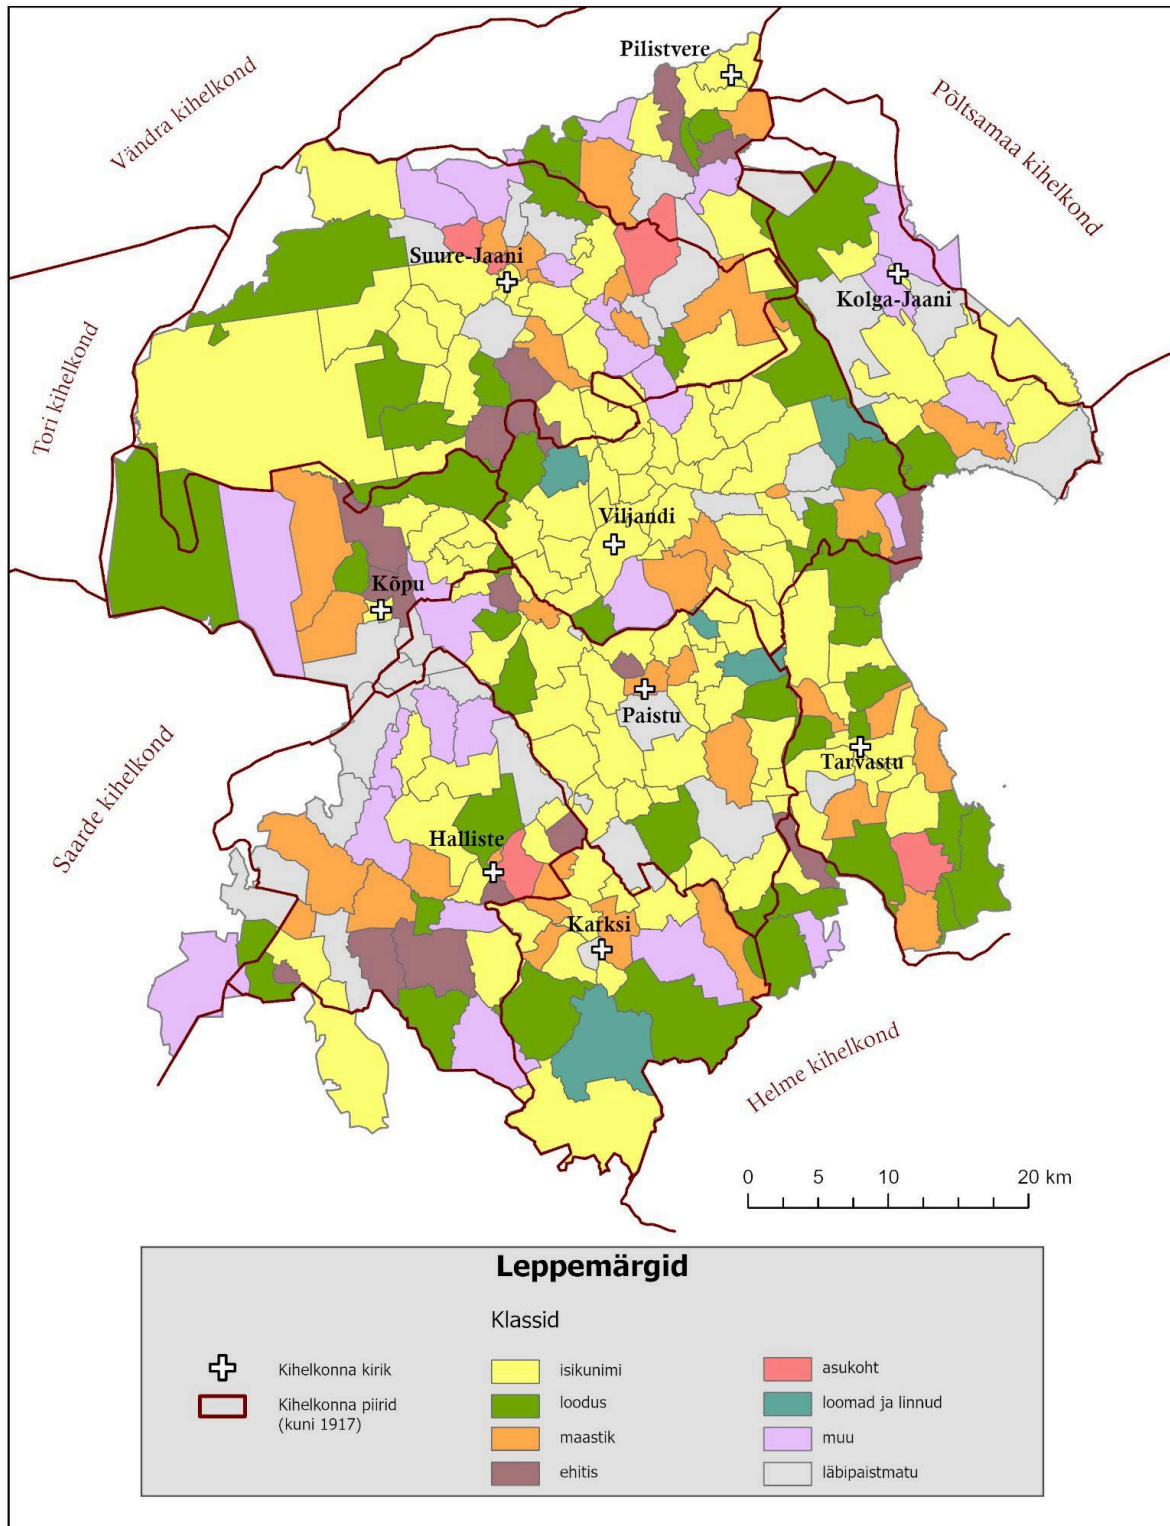 Pilistvere
Vändra kihelkond
Põltsamaa kihelkond
Suure-Jaani
Kolga-Jaani
Tori kihelkond
Viljandi
Kõpu
Paistu
Tarvastu
Saarde kihelkond
Halliste
Karksi
Helme kihelkond
0 5 10 20 km
Leppemärgid
Klassid
Kihelkonna kirik
Kihelkonna piirid
(kuni 1917)
isikunimi
loodus
maastik
ehitis
asukoht
loomad ja linnud
muu
läbipaistmatu